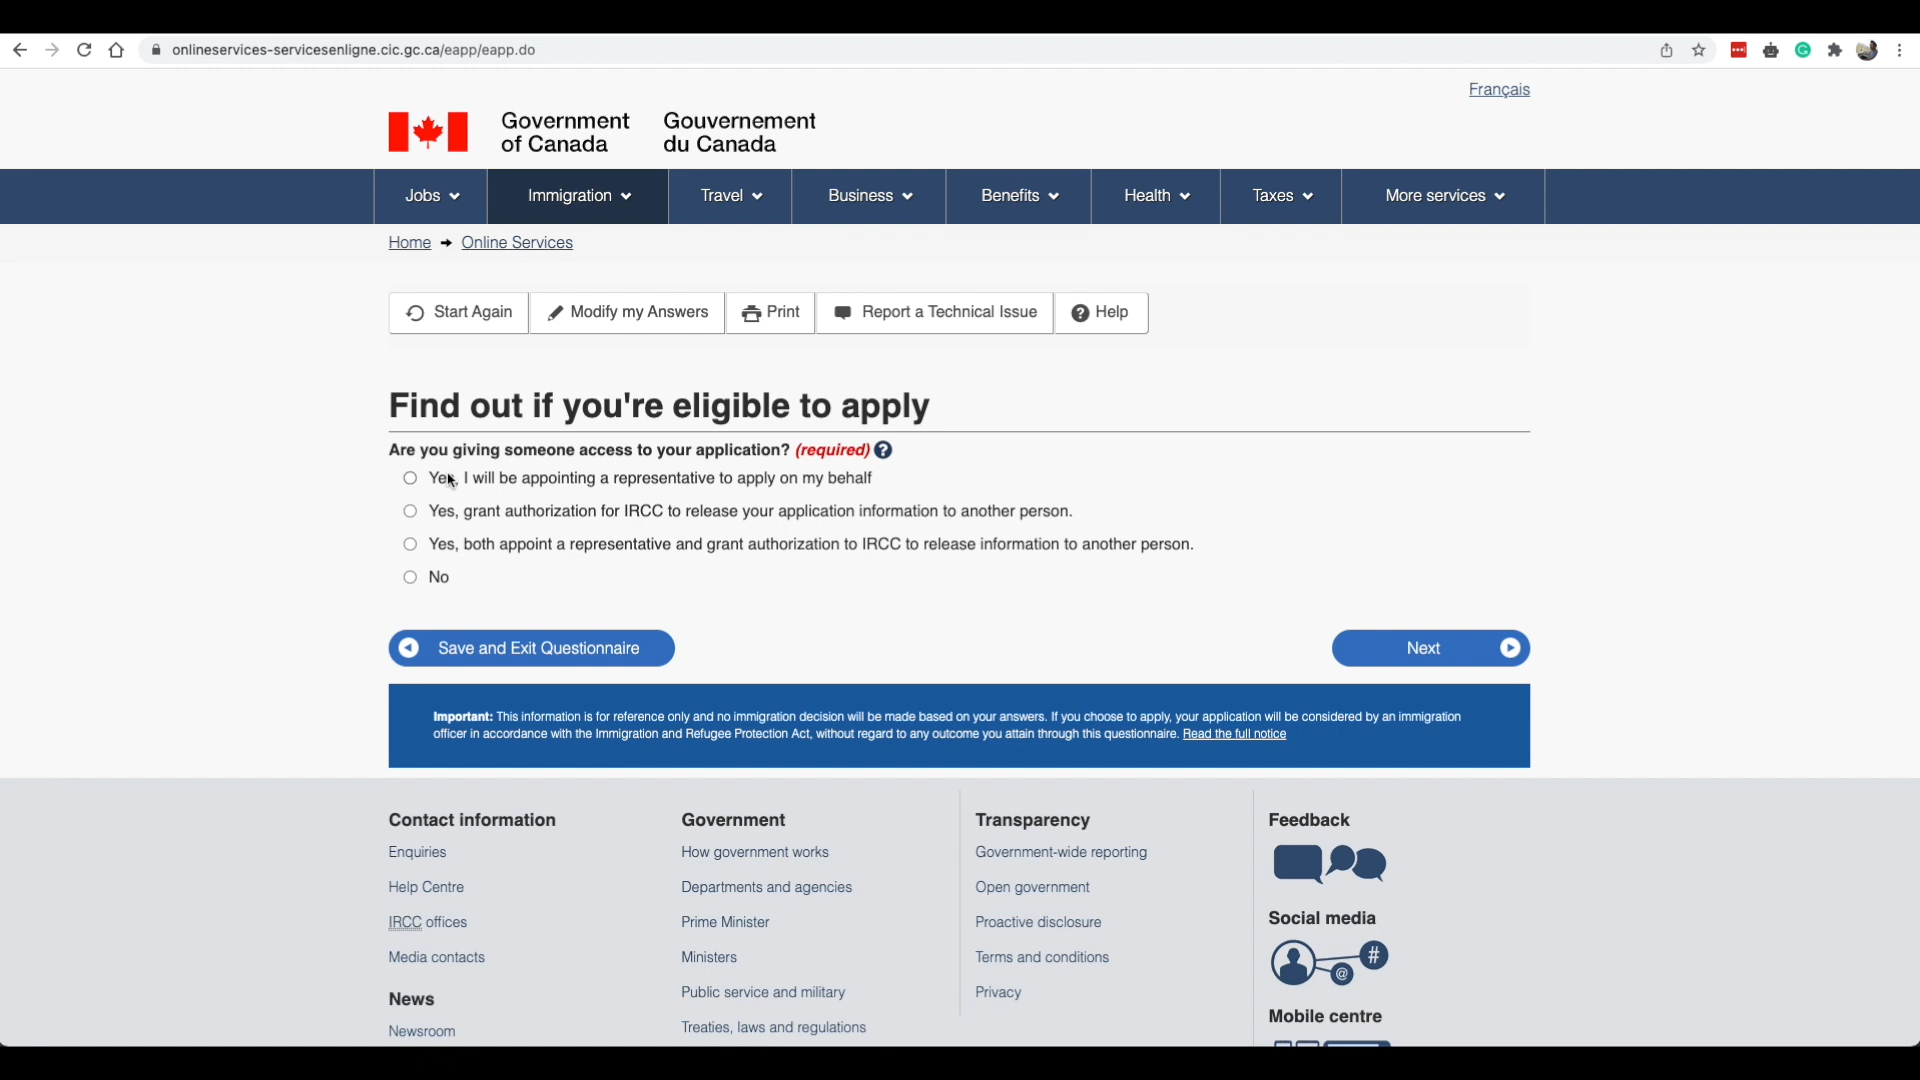 onlineservices-servicesenligne.cic.gc.ca/eapp/eapp.do
Français
Government Gouvernement
of Canada du Canada
Jobs Immigration Travel Business Benefits Health Taxes More services
Home Online Services
Start Again Modify my Answers Print Report a Technical Issue Help
Find out if you're eligible to apply
Are you giving someone access to your application? (required) ?
Yes, I will be appointing a representative to apply on my behalf
Yes, grant authorization for IRCC to release your application information to another person.
Yes, both appoint a representative and grant authorization to IRCC to release information to another person.
No
Save and Exit Questionnaire Next
Important: This information is for reference only and no immigration decision will be made based on your answers. If you choose to apply, your application will be considered by an immigration
officer in accordance with the Immigration and Refugee Protection Act, without regard to any outcome you attain through this questionnaire. Read the full notice
Contact information
Enquiries
Help Centre
IRCC offices
Media contacts
News
Newsroom
Government
How government works
Departments and agencies
Prime Minister
Ministers
Public service and military
Treaties, laws and regulations
Transparency
Government-wide reporting
Open government
Proactive disclosure
Terms and conditions
Privacy
Feedback
Social media
# @
Mobile centre